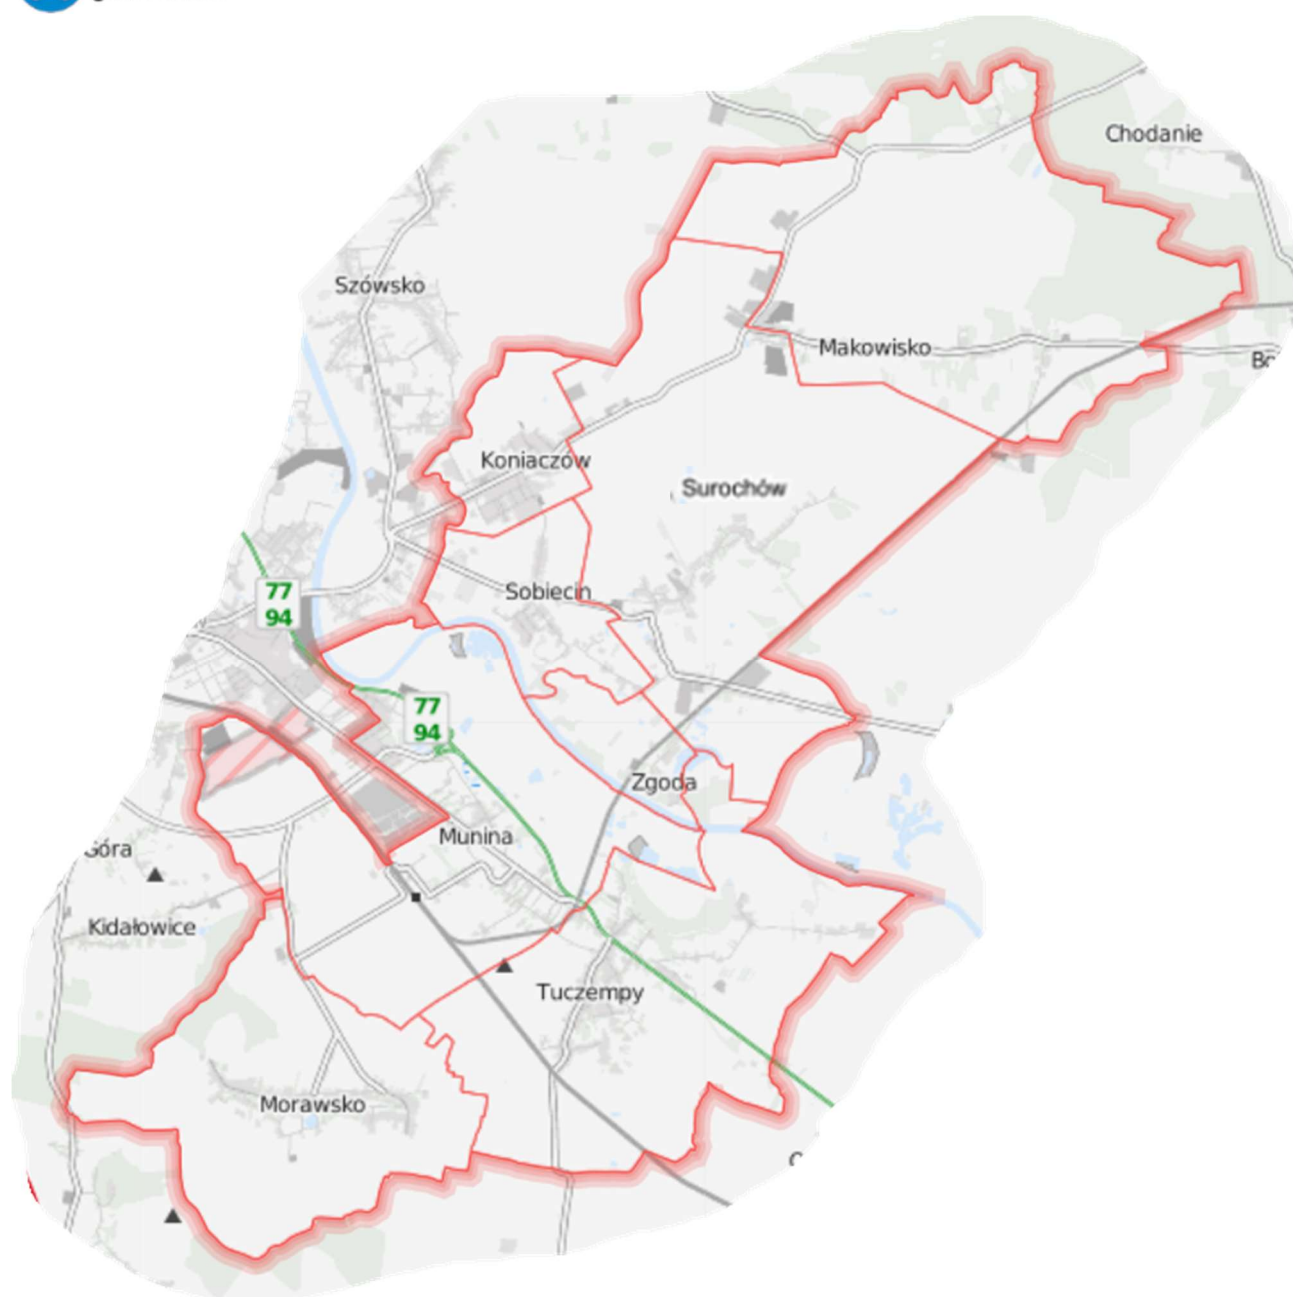 Chodanie
Szówsko
Makowisko
Koniaczów
Surochów
77
94
Sobiecin
77
94
Zgoda
Munina
Góra
Kidałowice
Tuczempy
Morawsko